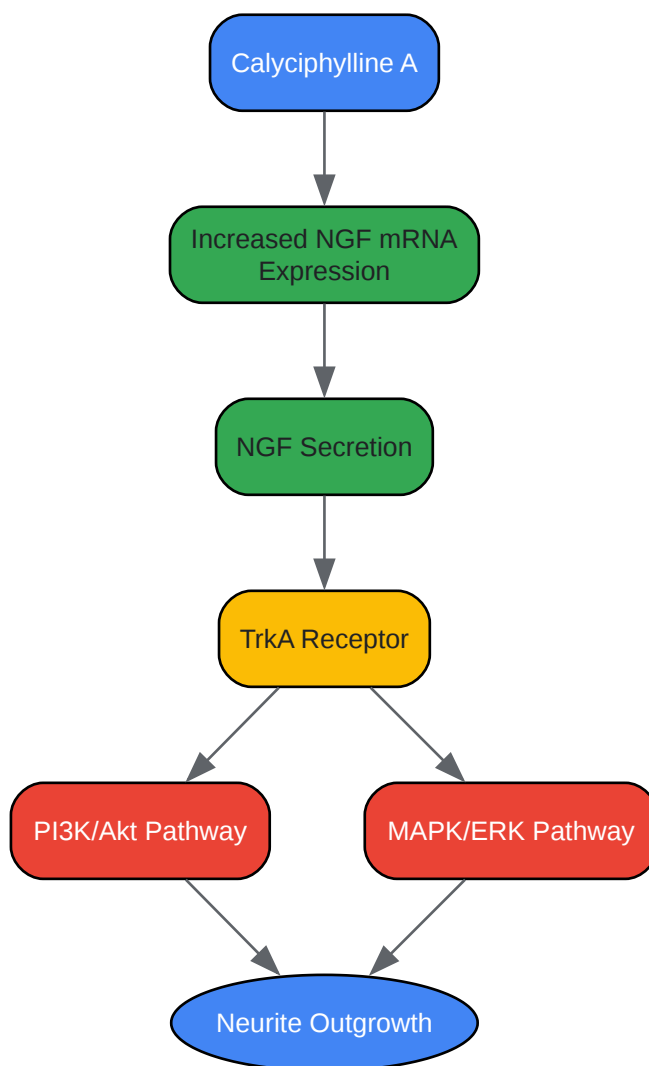 Calyciphylline A
Increased NGF mRNA
Expression
NGF Secretion
TrkA Receptor
PI3K/Akt Pathway
MAPK/ERK Pathway
Neurite Outgrowth